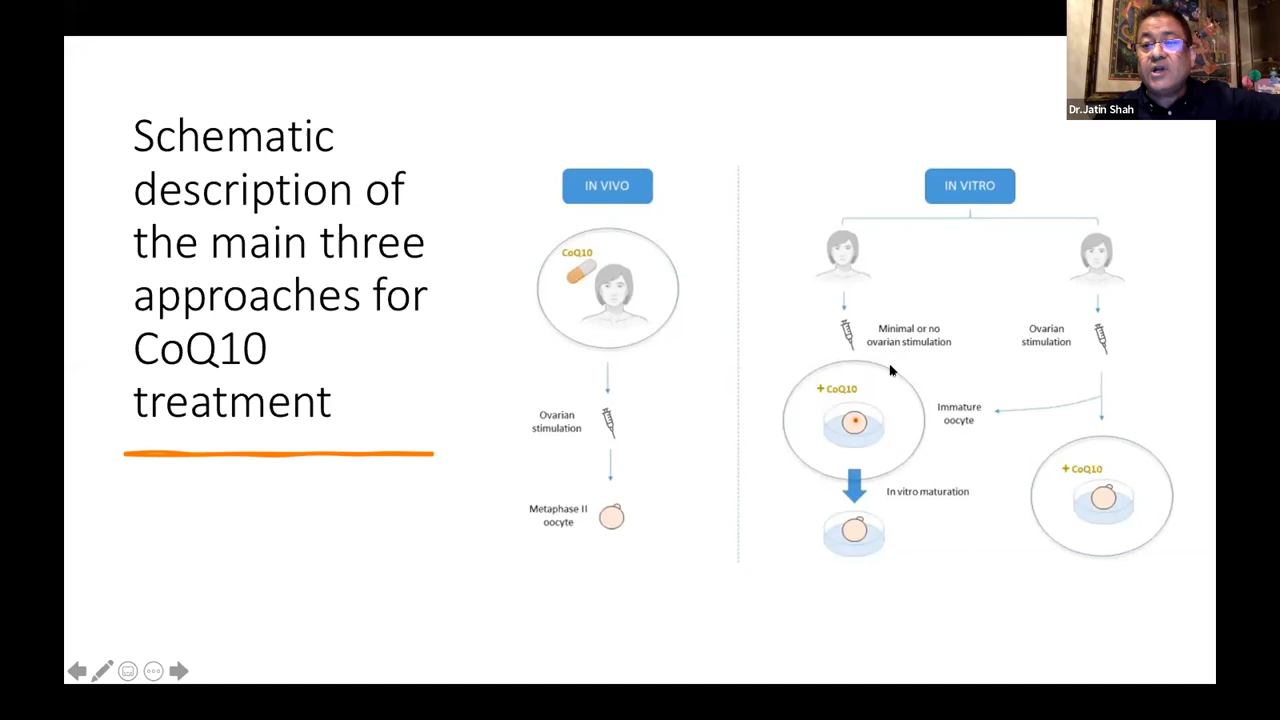 Dr.Jatin Shah
Schematic
description of
the main three
approaches for
CoQ10
treatment
IN VIVO
CoQ10
Ovarian
stimulation
Metaphase II
oocyte
IN VITRO
Minimal or no
ovarian stimulation
+ CoQ10
In vitro maturation
Ovarian
stimulation
Immature
oocyte
+ CoQ10